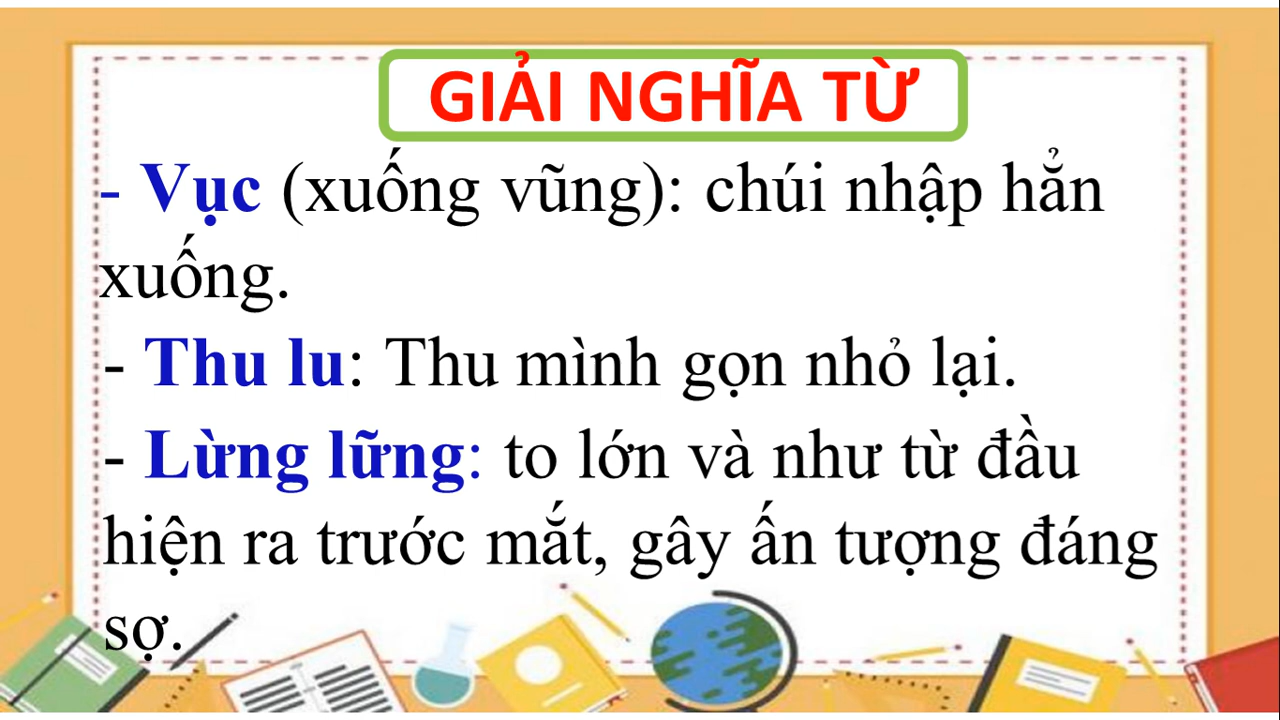 GIẢI NGHĨA TỪ
- Vục (xuống vũng): chúi nhập hẳn
xuống.
- Thu lu: Thu mình gọn nhỏ lại.
- Lừng lững: to lớn và như từ đầu
hiện ra trước mắt, gây ấn tượng đáng
sợ.